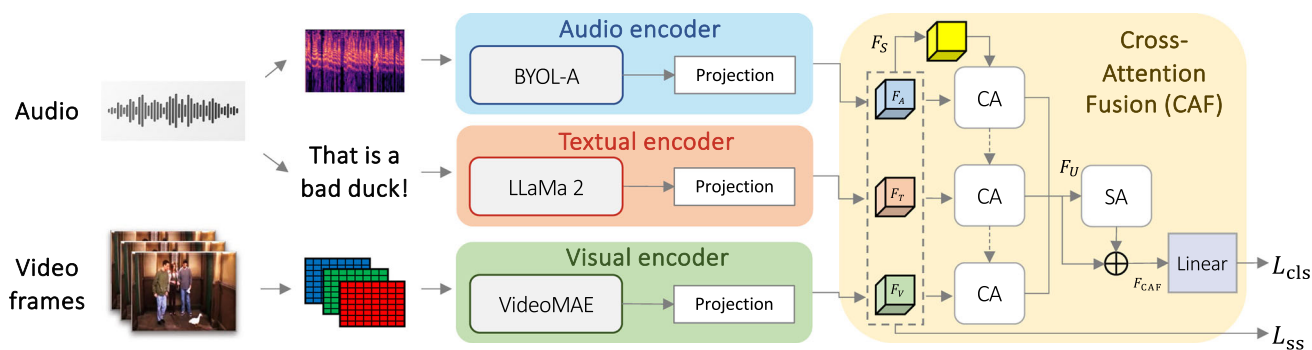 Audio
That is a
bad duck!
Video
frames
Audio encoder
BYOL-A
Projection
Textual encoder
LLaMa 2
Projection
Visual encoder
VideoMAE
Projection
Cross-
Attention
Fusion (CAF)
F_S
F_A
F_T
F_V
CA
CA
CA
F_U
SA
F_CAF
Linear
L_cls
L_ss